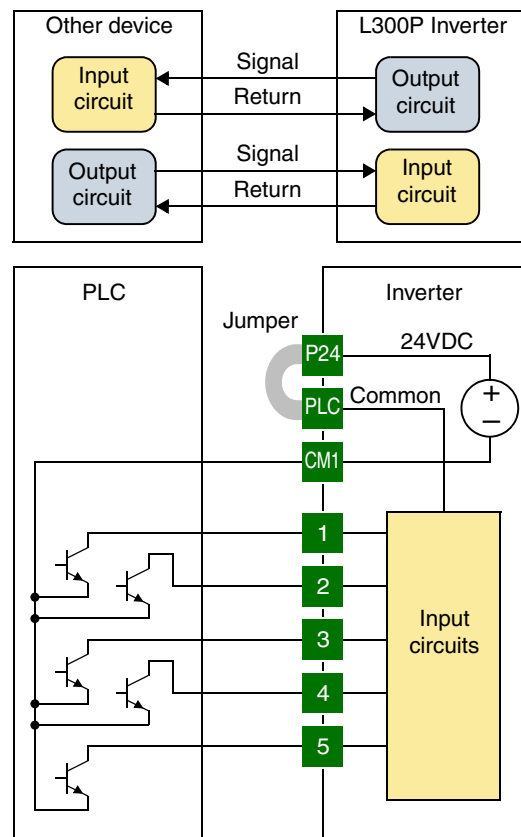 Other device
L300P Inverter
Input
circuit
Signal
Return
Output
circuit
Output
circuit
Signal
Return
Input
circuit
PLC
Inverter
Jumper
P24
24VDC
PLC
Common
+
−
CM1
1
2
3
4
5
Input
circuits